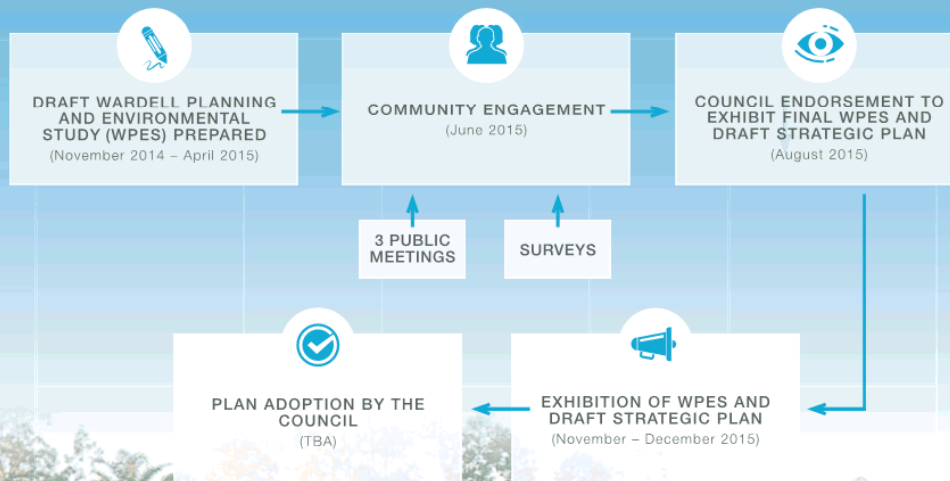 DRAFT WARDELL PLANNING
AND ENVIRONMENTAL
STUDY (WPES) PREPARED
(November 2014 – April 2015)
COMMUNITY ENGAGEMENT
(June 2015)
COUNCIL ENDORSEMENT TO
EXHIBIT FINAL WPES AND
DRAFT STRATEGIC PLAN
(August 2015)
3 PUBLIC
MEETINGS
SURVEYS
EXHIBITION OF WPES AND
DRAFT STRATEGIC PLAN
(November – December 2015)
PLAN ADOPTION BY THE
COUNCIL
(TBA)